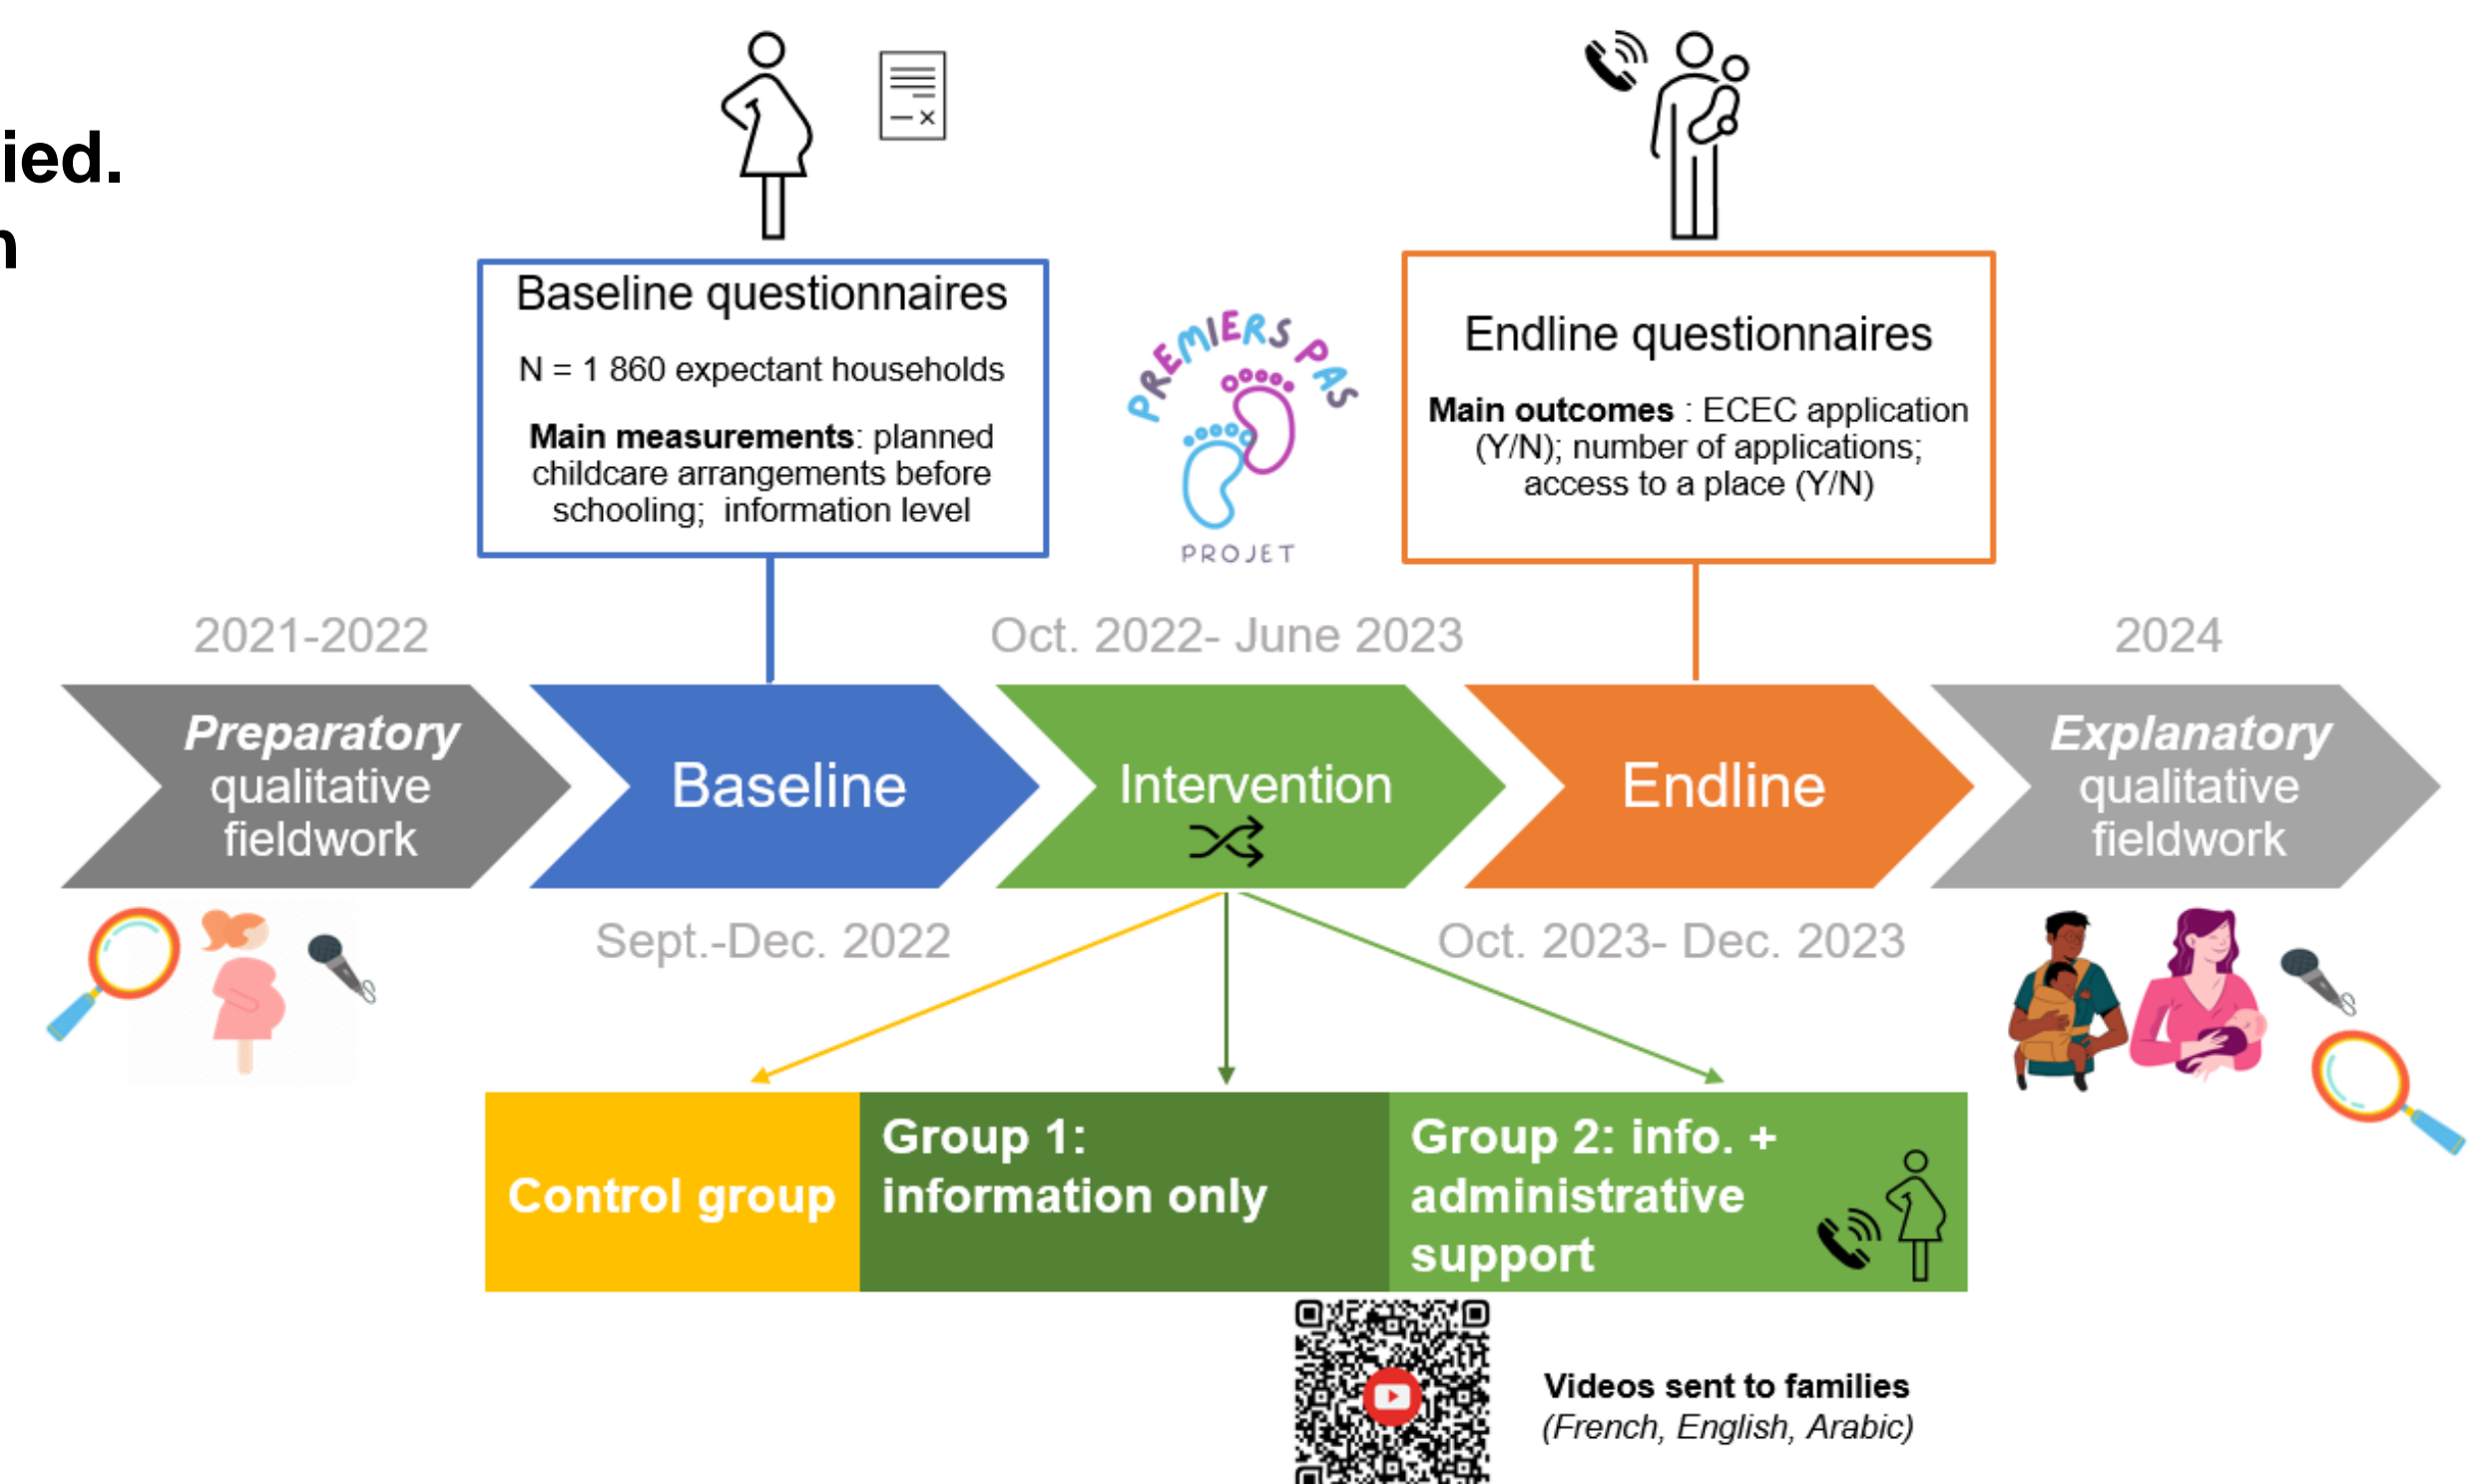 ied.
n
Baseline questionnaires
N = 1 860 expectant households
Main measurements: planned
childcare arrangements before
schooling; information level
PREMIERS PAS
PROJET
Endline questionnaires
Main outcomes : ECEC application
(Y/N); number of applications;
access to a place (Y/N)
2021-2022
Oct. 2022- June 2023
2024
Preparatory
qualitative
fieldwork
Baseline
Intervention
Endline
Explanatory
qualitative
fieldwork
Sept.-Dec. 2022
Oct. 2023- Dec. 2023
Control group
Group 1:
information only
Group 2: info. +
administrative
support
Videos sent to families
(French, English, Arabic)